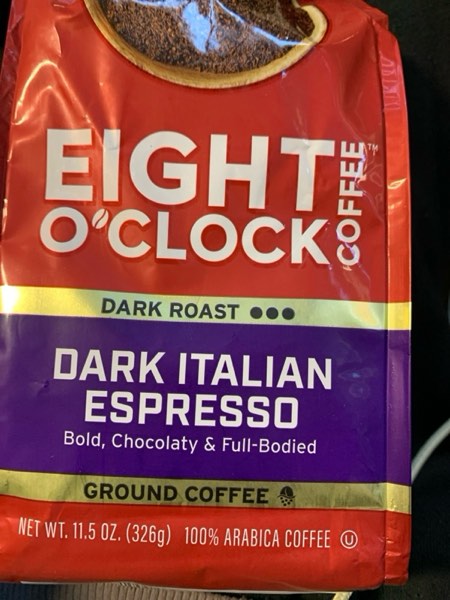 EIGHT
O'CLOCK
COFFEE™
DARK ROAST
DARK ITALIAN
ESPRESSO
Bold, Chocolaty & Full-Bodied
GROUND COFFEE
NET WT. 11.5 OZ. (326g) 100% ARABICA COFFEE Ⓤ